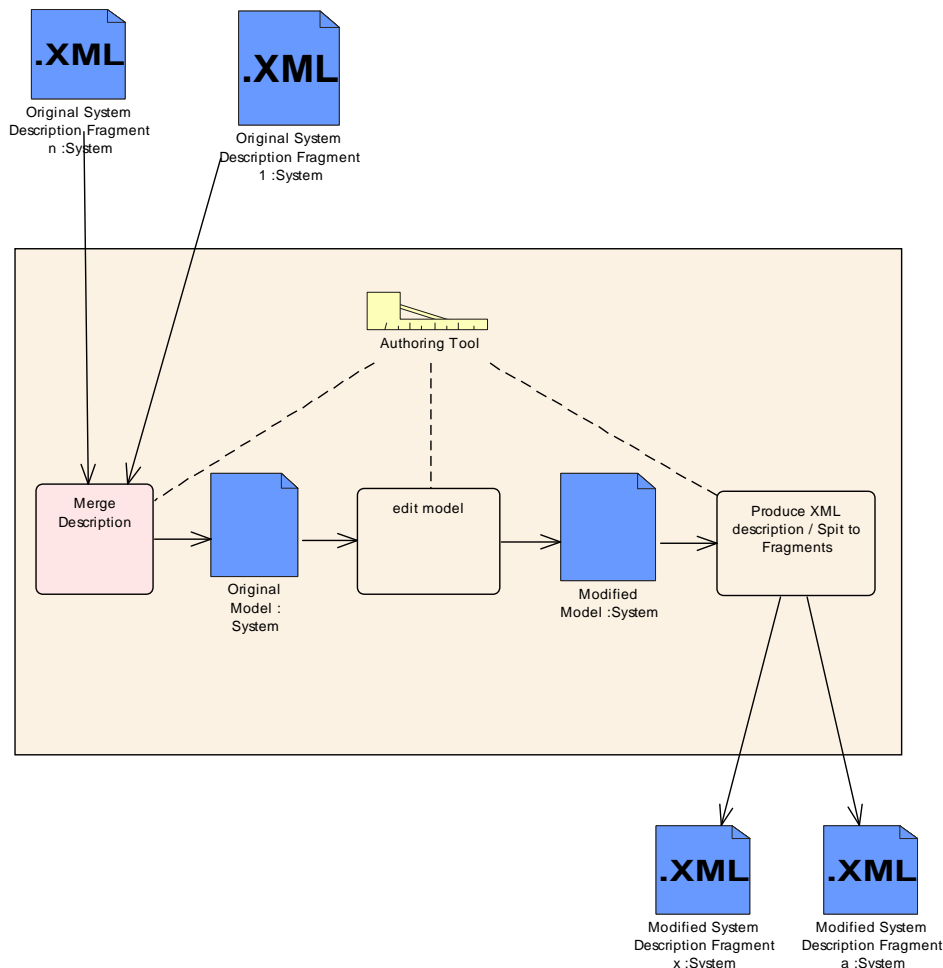 .XML
Original System
Description Fragment
n :System
.XML
Original System
Description Fragment
1 :System
Authoring Tool
Merge
Description
Original
Model :
System
edit model
Modified
Model :System
Produce XML
description / Spit to
Fragments
.XML
Modified System
Description Fragment
x :System
.XML
Modified System
Description Fragment
a :System